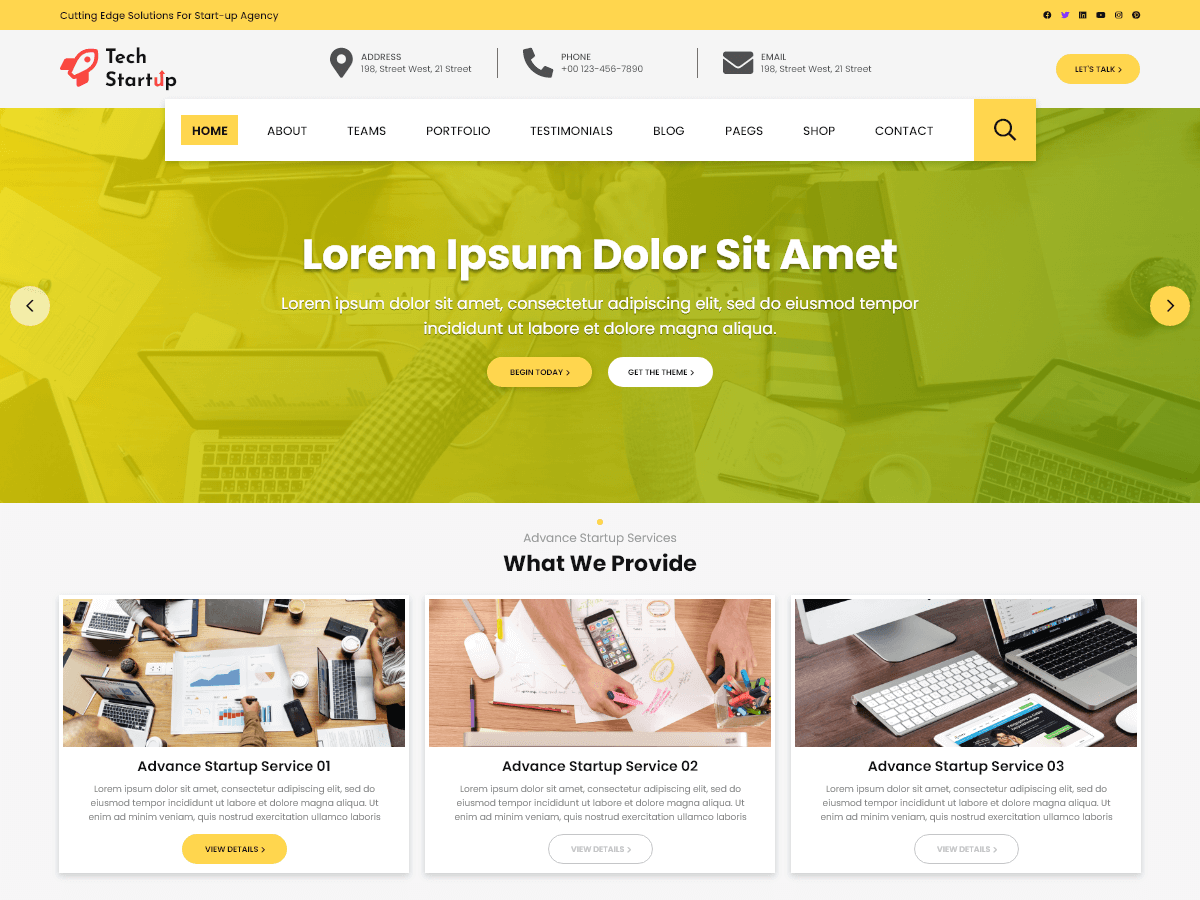 Cutting Edge Solutions For Start-up Agency
Tech
Startup
ADDRESS
198, Street West, 21 Street
PHONE
+00 123-456-7890
EMAIL
198, Street West, 21 Street
LET'S TALK
HOME ABOUT TEAMS PORTFOLIO TESTIMONIALS BLOG PAEGS SHOP CONTACT
Lorem Ipsum Dolor Sit Amet
Lorem ipsum dolor sit amet, consectetur adipiscing elit, sed do eiusmod tempor
incididunt ut labore et dolore magna aliqua.
BEGIN TODAY
GET THE THEME
Advance Startup Services
What We Provide
Advance Startup Service 01
Lorem ipsum dolor sit amet, consectetur adipiscing elit, sed do
eiusmod tempor incididunt ut labore et dolore magna aliqua. Ut
enim ad minim veniam, quis nostrud exercitation ullamco laboris
VIEW DETAILS
Advance Startup Service 02
Lorem ipsum dolor sit amet, consectetur adipiscing elit, sed do
eiusmod tempor incididunt ut labore et dolore magna aliqua. Ut
enim ad minim veniam, quis nostrud exercitation ullamco laboris
VIEW DETAILS
Advance Startup Service 03
Lorem ipsum dolor sit amet, consectetur adipiscing elit, sed do
eiusmod tempor incididunt ut labore et dolore magna aliqua. Ut
enim ad minim veniam, quis nostrud exercitation ullamco laboris
VIEW DETAILS